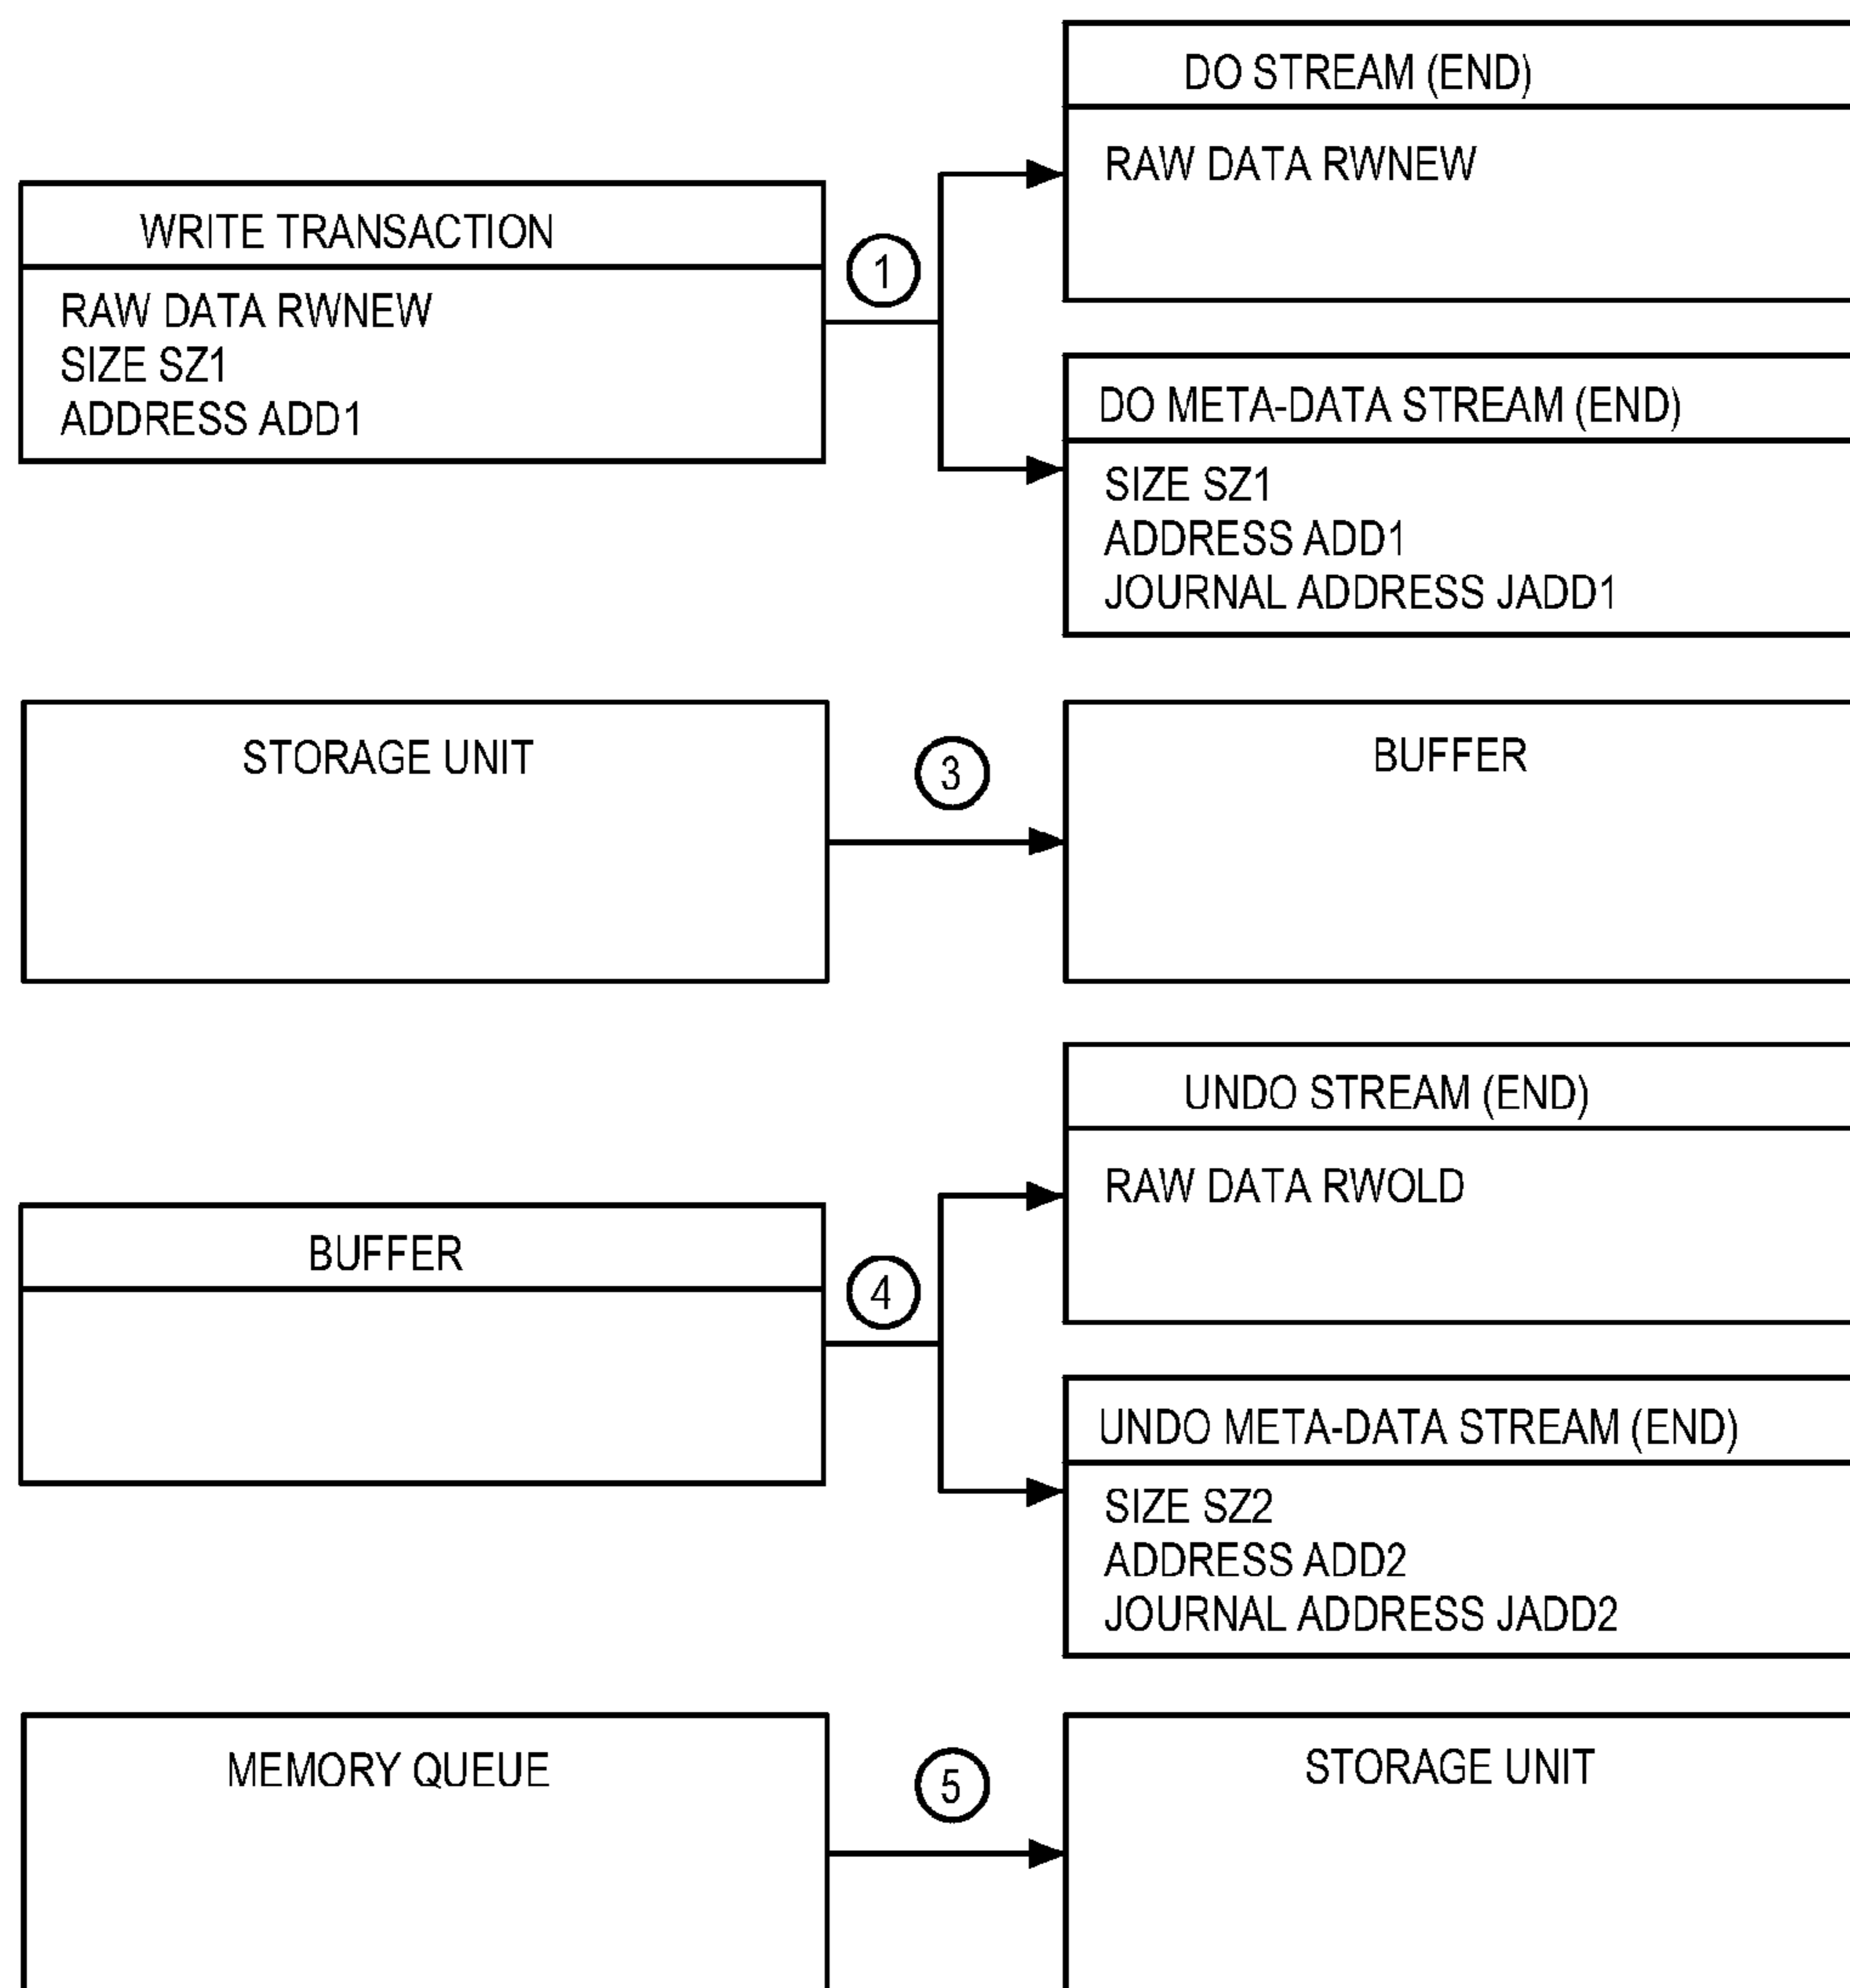 DO STREAM (END)
RAW DATA RWNEW
WRITE TRANSACTION
RAW DATA RWNEW
SIZE SZ1
ADDRESS ADD1
1
DO META-DATA STREAM (END)
SIZE SZ1
ADDRESS ADD1
JOURNAL ADDRESS JADD1
STORAGE UNIT
3
BUFFER
UNDO STREAM (END)
RAW DATA RWOLD
BUFFER
4
UNDO META-DATA STREAM (END)
SIZE SZ2
ADDRESS ADD2
JOURNAL ADDRESS JADD2
MEMORY QUEUE
5
STORAGE UNIT